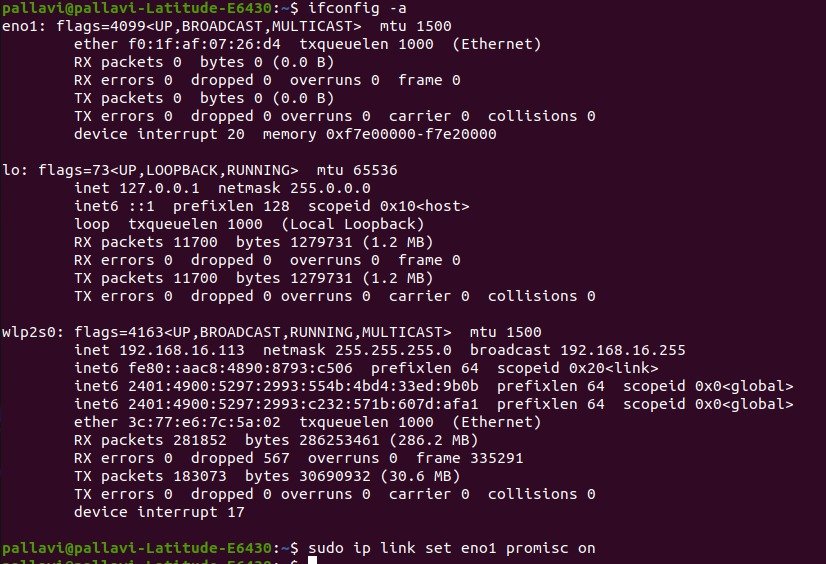 pallavi@pallavi-Latitude-E6430:~$ ifconfig -a
eno1: flags=4099<UP,BROADCAST,MULTICAST>  mtu 1500
        ether f0:1f:af:07:26:d4  txqueuelen 1000  (Ethernet)
        RX packets 0  bytes 0 (0.0 B)
        RX errors 0  dropped 0  overruns 0  frame 0
        TX packets 0  bytes 0 (0.0 B)
        TX errors 0  dropped 0 overruns 0  carrier 0  collisions 0
        device interrupt 20  memory 0xf7e00000-f7e20000
lo: flags=73<UP,LOOPBACK,RUNNING>  mtu 65536
        inet 127.0.0.1  netmask 255.0.0.0
        inet6 ::1  prefixlen 128  scopeid 0x10<host>
        loop  txqueuelen 1000  (Local Loopback)
        RX packets 11700  bytes 1279731 (1.2 MB)
        RX errors 0  dropped 0  overruns 0  frame 0
        TX packets 11700  bytes 1279731 (1.2 MB)
        TX errors 0  dropped 0 overruns 0  carrier 0  collisions 0
wlp2s0: flags=4163<UP,BROADCAST,RUNNING,MULTICAST>  mtu 1500
        inet 192.168.16.113  netmask 255.255.255.0  broadcast 192.168.16.255
        inet6 fe80::aac8:4890:8793:c506  prefixlen 64  scopeid 0x20<link>
        inet6 2401:4900:5297:2993:554b:4bd4:33ed:9b0b  prefixlen 64  scopeid 0x0<global>
        inet6 2401:4900:5297:2993:c232:571b:607d:afa1  prefixlen 64  scopeid 0x0<global>
        ether 3c:77:e6:7c:5a:02  txqueuelen 1000  (Ethernet)
        RX packets 281852  bytes 286253461 (286.2 MB)
        RX errors 0  dropped 567  overruns 0  frame 335291
        TX packets 183073  bytes 30690932 (30.6 MB)
        TX errors 0  dropped 0 overruns 0  carrier 0  collisions 0
        device interrupt 17
pallavi@pallavi-Latitude-E6430:~$ sudo ip link set eno1 promisc on
pallavi@pallavi-Latitude-E6430:~$